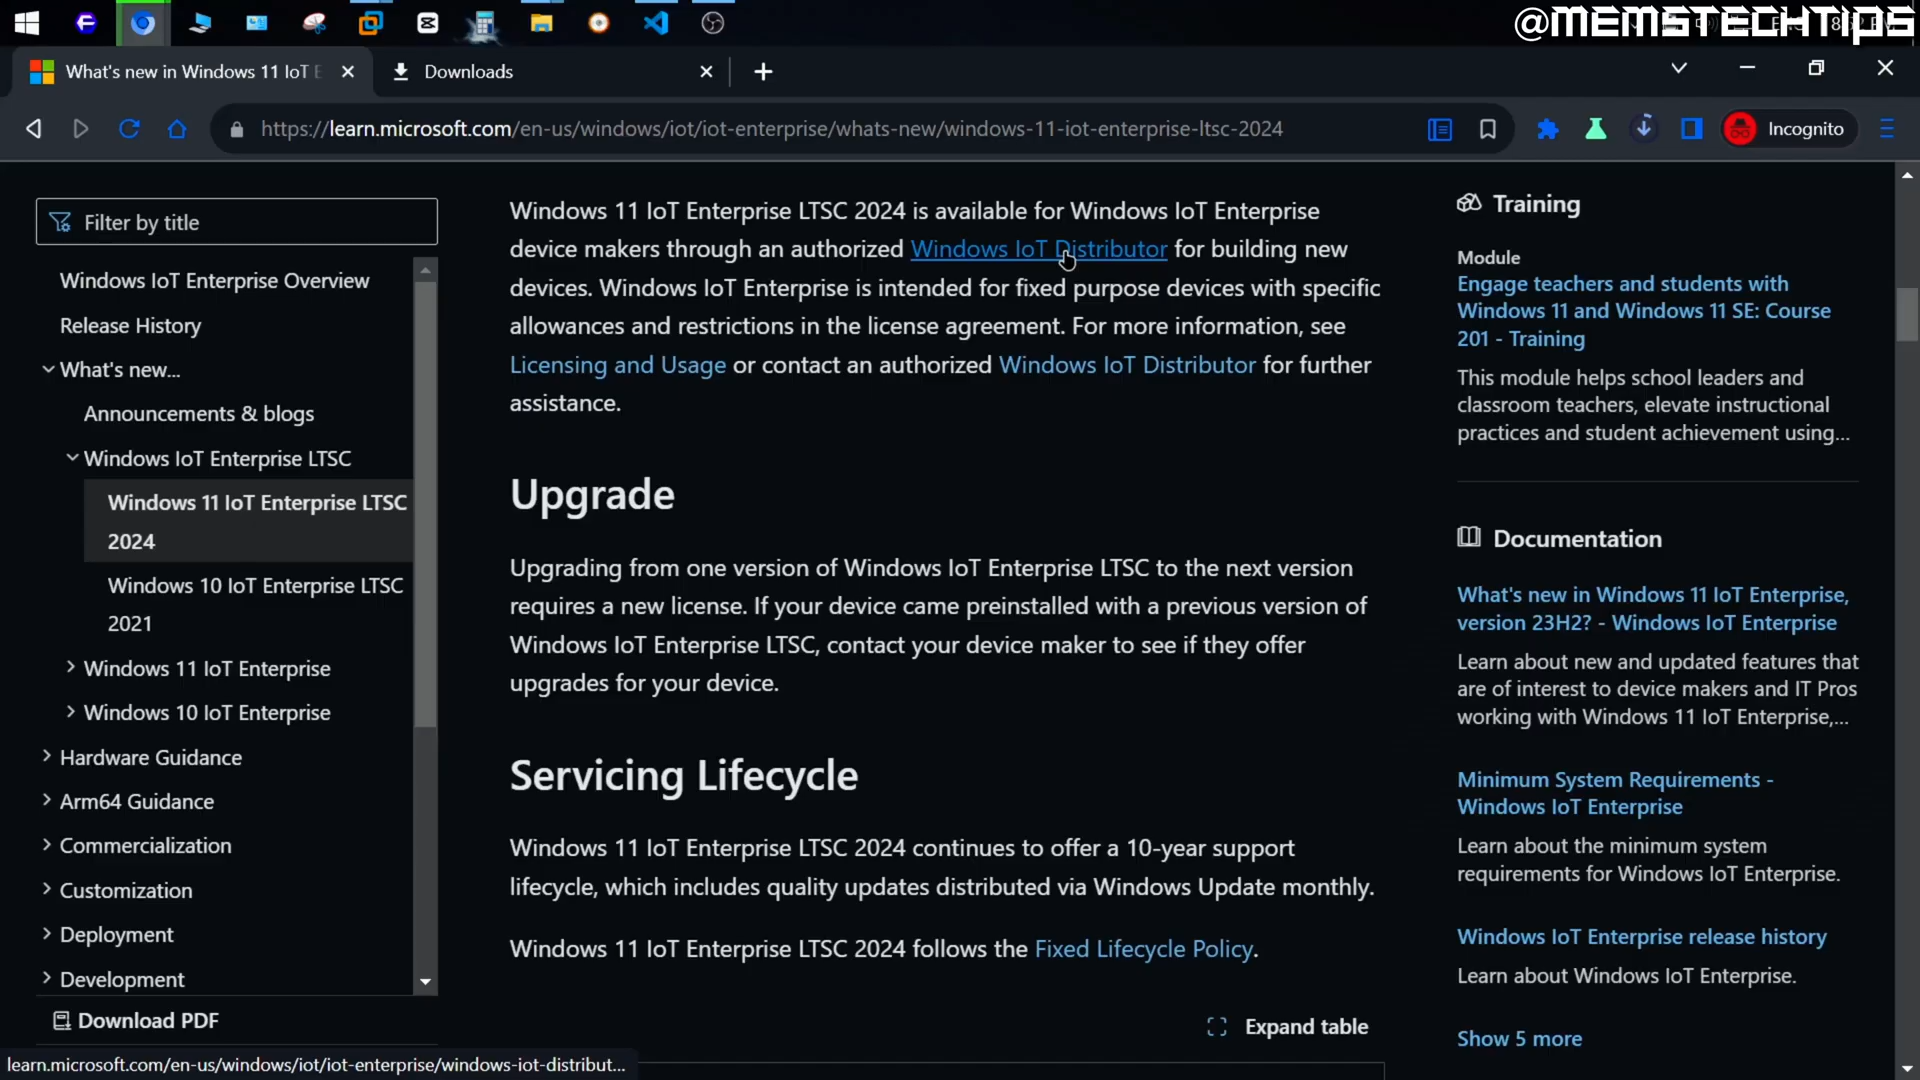 @MEMSTECHTIPS
What's new in Windows 11 IoT E
Downloads
https://learn.microsoft.com/en-us/windows/iot/iot-enterprise/whats-new/windows-11-iot-enterprise-ltsc-2024
Incognito
Filter by title
Windows IoT Enterprise Overview
Release History
What's new...
Announcements & blogs
Windows IoT Enterprise LTSC
Windows 11 IoT Enterprise LTSC
2024
Windows 10 IoT Enterprise LTSC
2021
Windows 11 IoT Enterprise
Windows 10 IoT Enterprise
Hardware Guidance
Arm64 Guidance
Commercialization
Customization
Deployment
Development
Download PDF
learn.microsoft.com/en-us/windows/iot/iot-enterprise/windows-iot-distribut...
Windows 11 IoT Enterprise LTSC 2024 is available for Windows IoT Enterprise
device makers through an authorized Windows IoT Distributor for building new
devices. Windows IoT Enterprise is intended for fixed purpose devices with specific
allowances and restrictions in the license agreement. For more information, see
Licensing and Usage or contact an authorized Windows IoT Distributor for further
assistance.
Upgrade
Upgrading from one version of Windows IoT Enterprise LTSC to the next version
requires a new license. If your device came preinstalled with a previous version of
Windows IoT Enterprise LTSC, contact your device maker to see if they offer
upgrades for your device.
Servicing Lifecycle
Windows 11 IoT Enterprise LTSC 2024 continues to offer a 10-year support
lifecycle, which includes quality updates distributed via Windows Update monthly.
Windows 11 IoT Enterprise LTSC 2024 follows the Fixed Lifecycle Policy.
Expand table
Training
Module
Engage teachers and students with
Windows 11 and Windows 11 SE: Course
201 - Training
This module helps school leaders and
classroom teachers, elevate instructional
practices and student achievement using...
Documentation
What's new in Windows 11 IoT Enterprise,
version 23H2? - Windows IoT Enterprise
Learn about new and updated features that
are of interest to device makers and IT Pros
working with Windows 11 IoT Enterprise,...
Minimum System Requirements -
Windows IoT Enterprise
Learn about the minimum system
requirements for Windows IoT Enterprise.
Windows IoT Enterprise release history
Learn about Windows IoT Enterprise.
Show 5 more